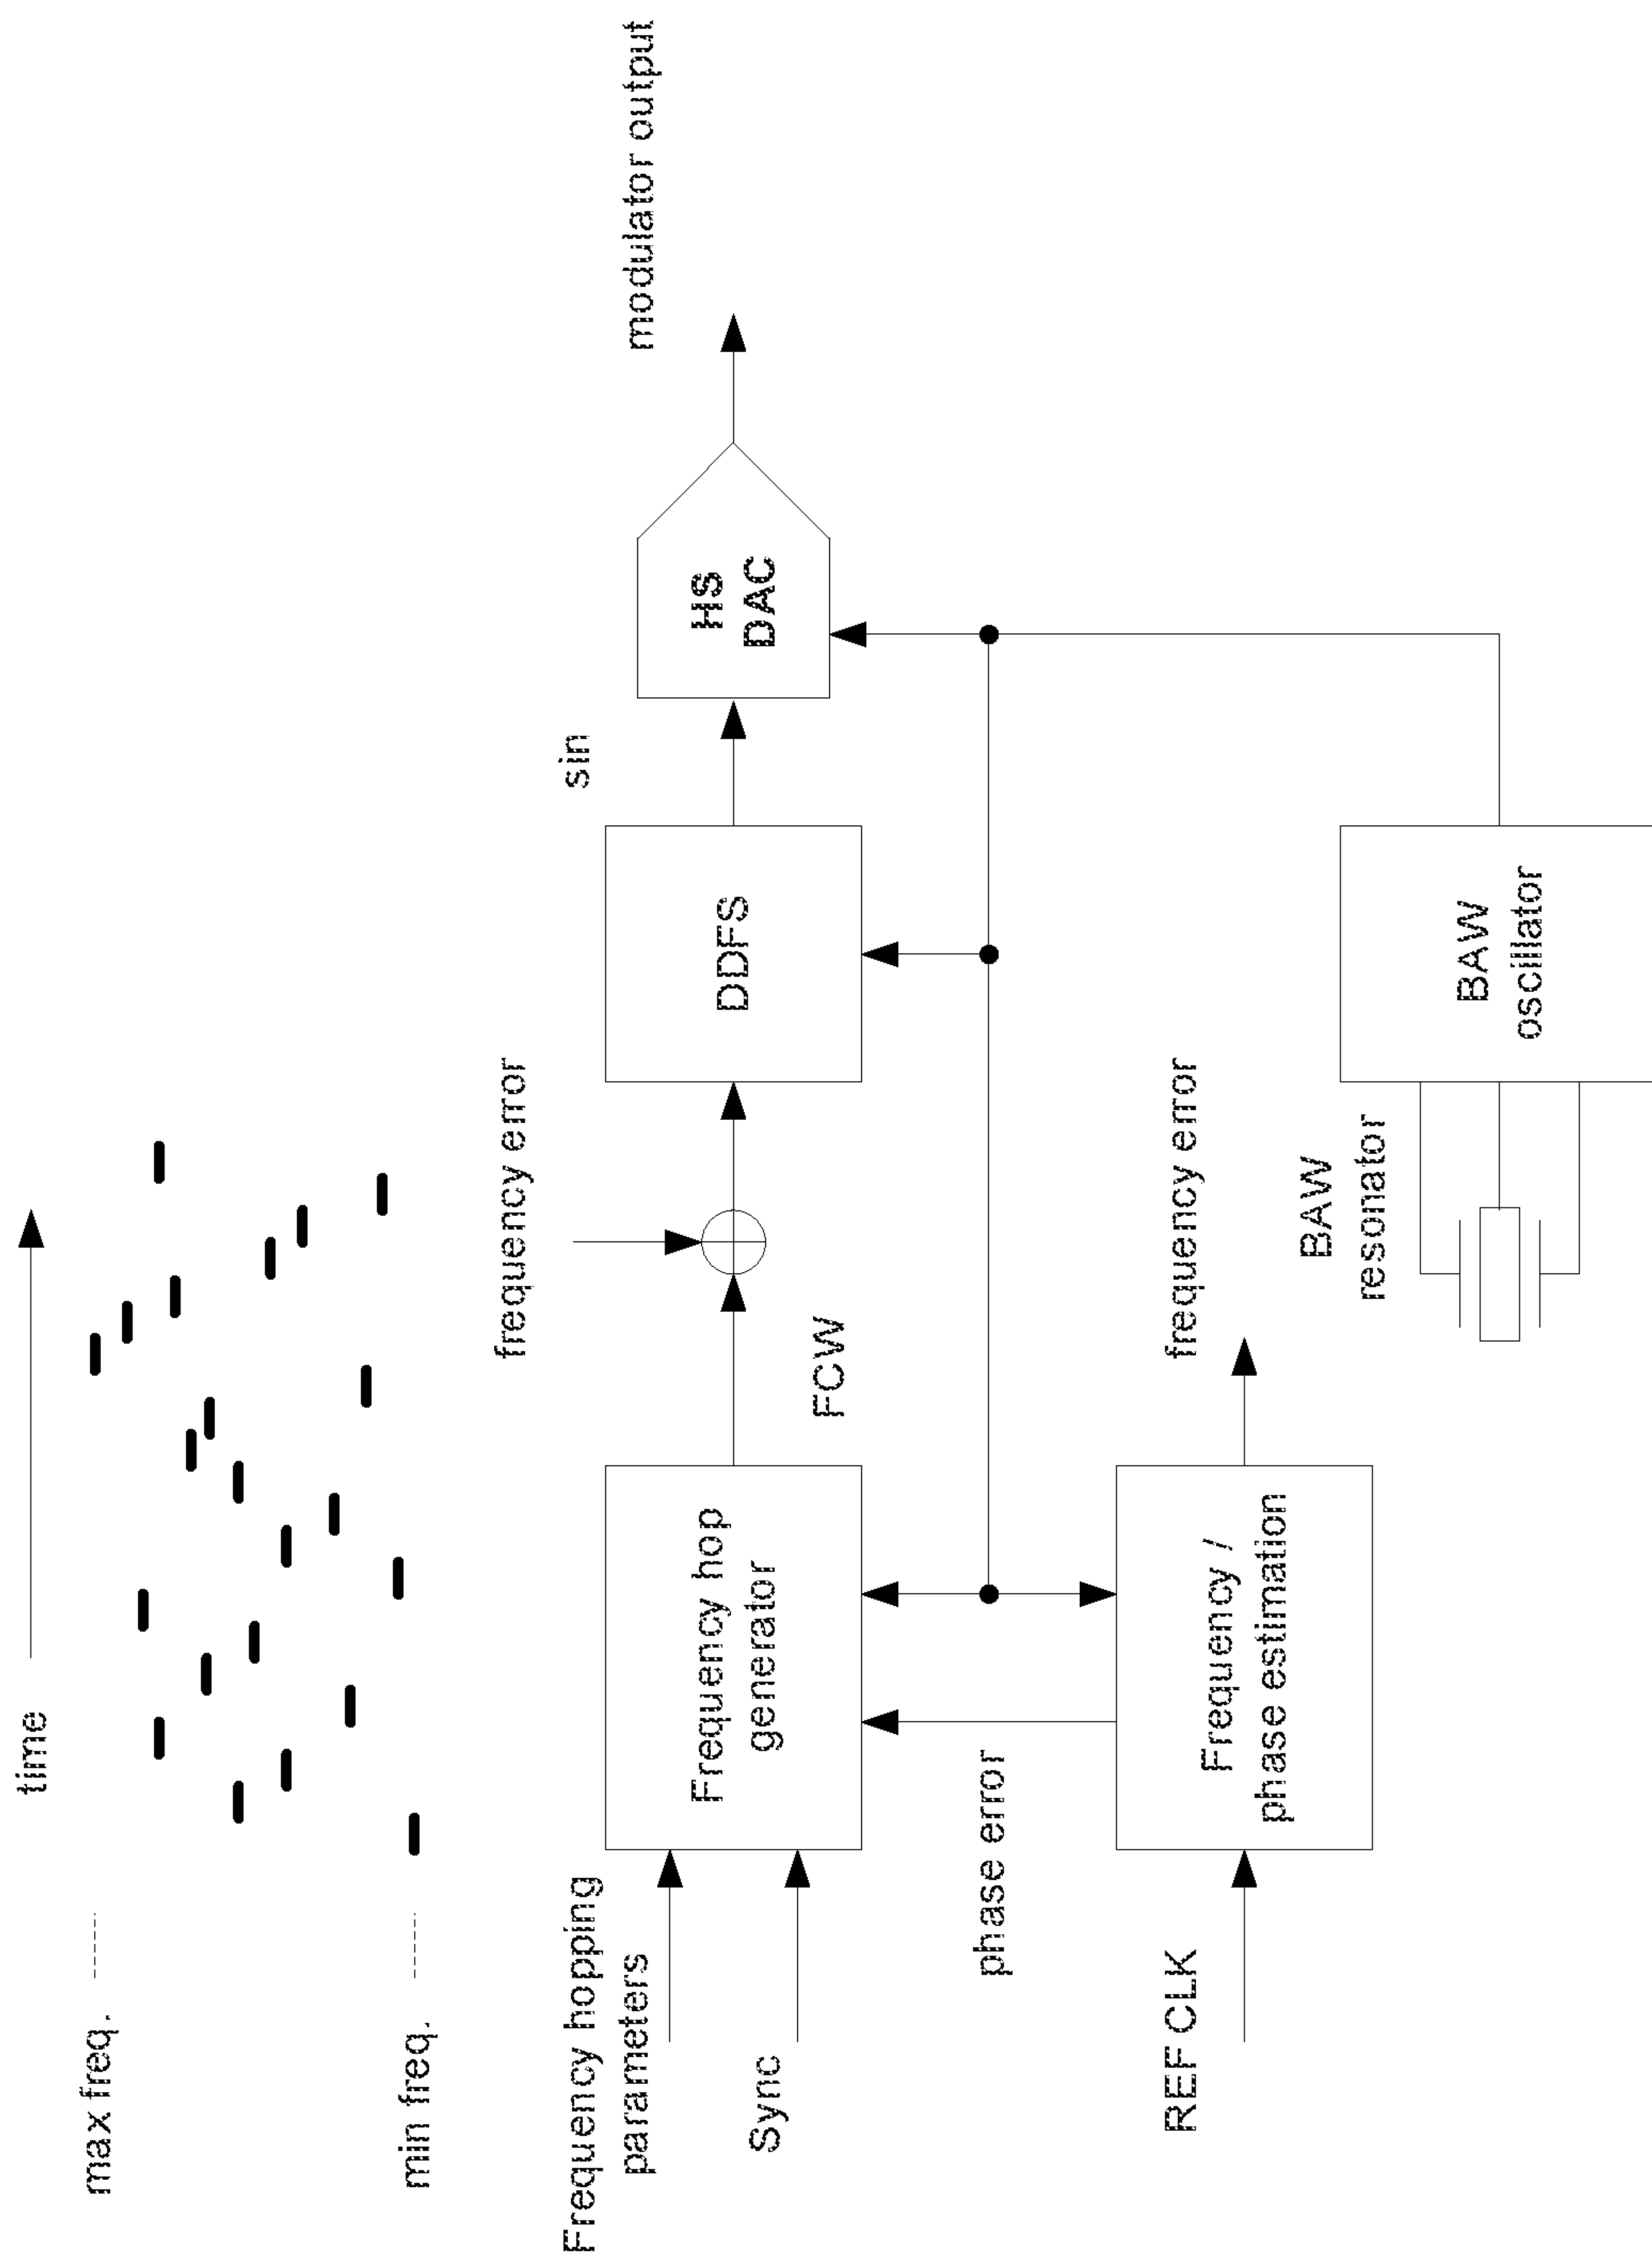 time
max freq.
min freq.
Frequency hopping
parameters
Sync
Frequency hop
generator
FCW
frequency error
DDFS
sin
HS
DAC
modulator output
phase error
REF CLK
Frequency /
phase estimation
frequency error
BAW
resonator
BAW
oscillator